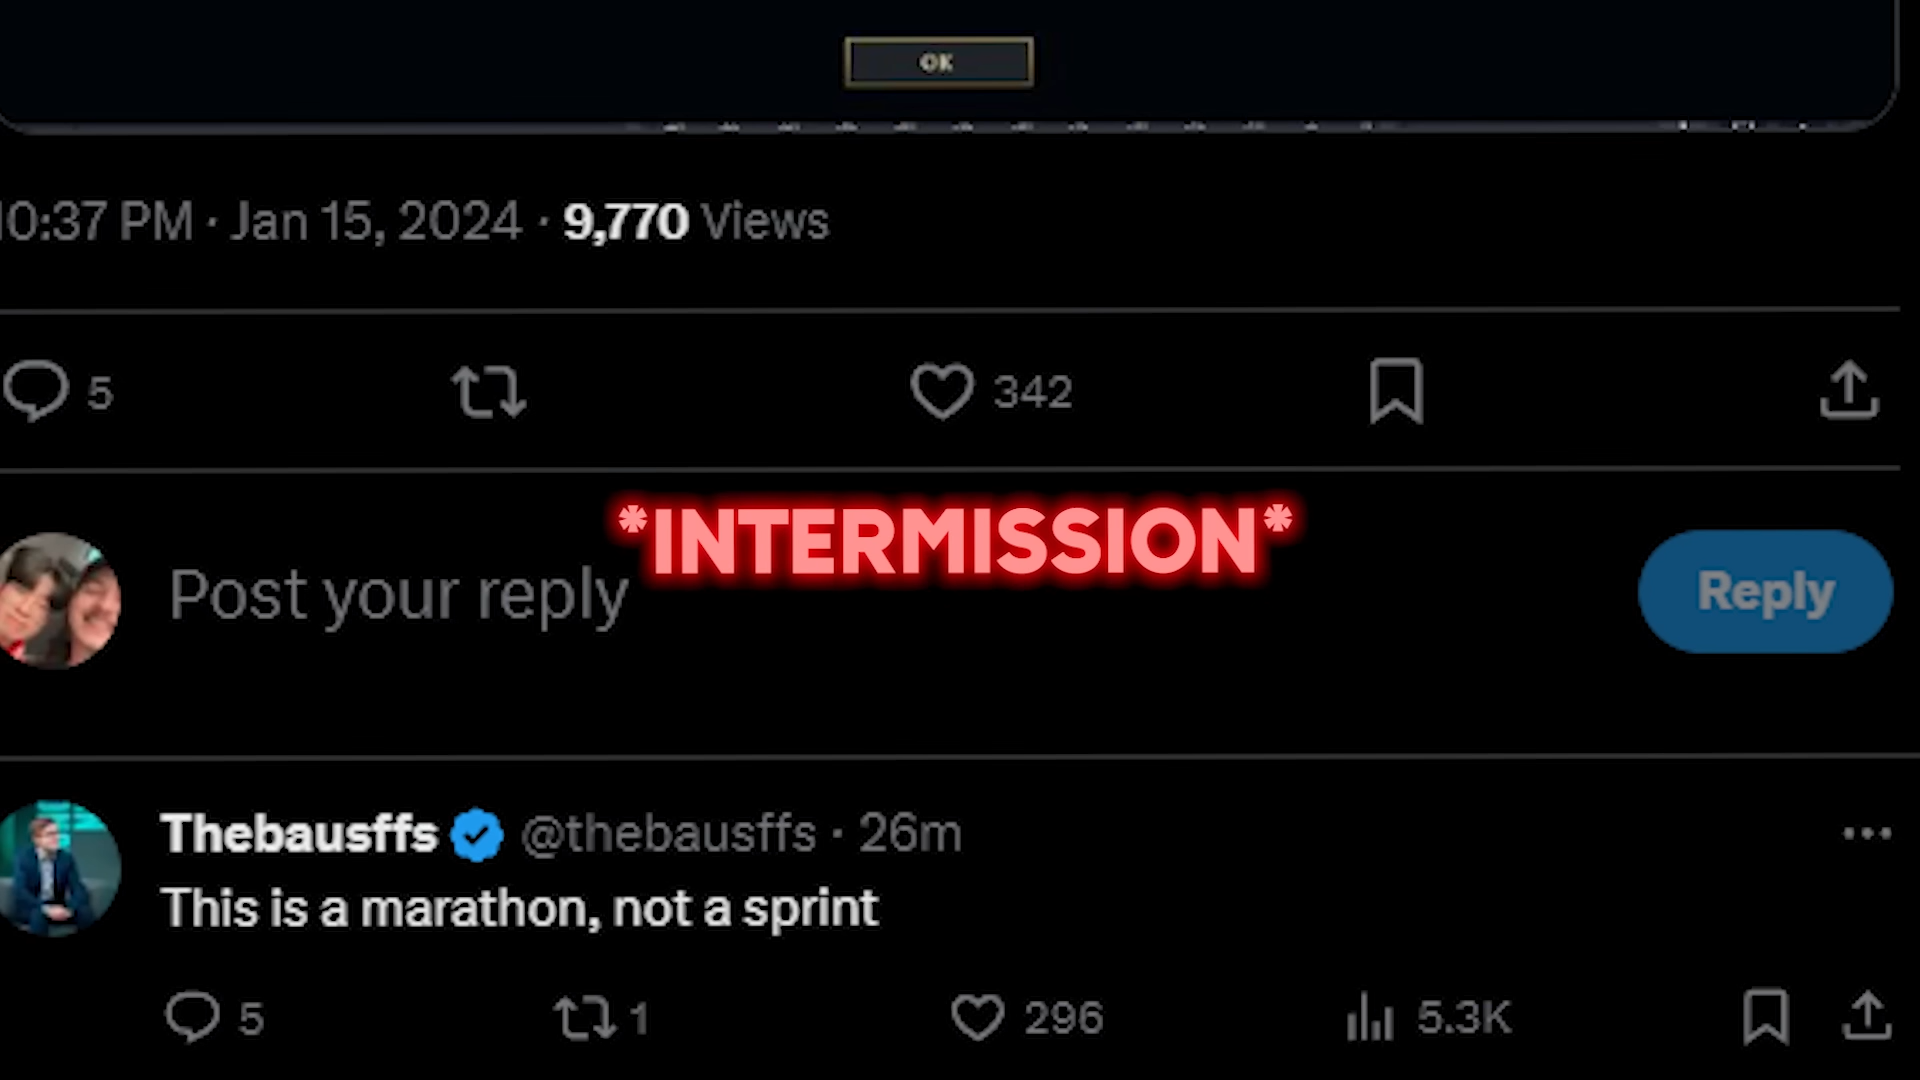 OK
10:37 PM · Jan 15, 2024 · 9,770 Views
5
342
*INTERMISSION*
Post your reply
Reply
Thebausffs @thebausffs · 26m
This is a marathon, not a sprint
5
1
296
5.3K